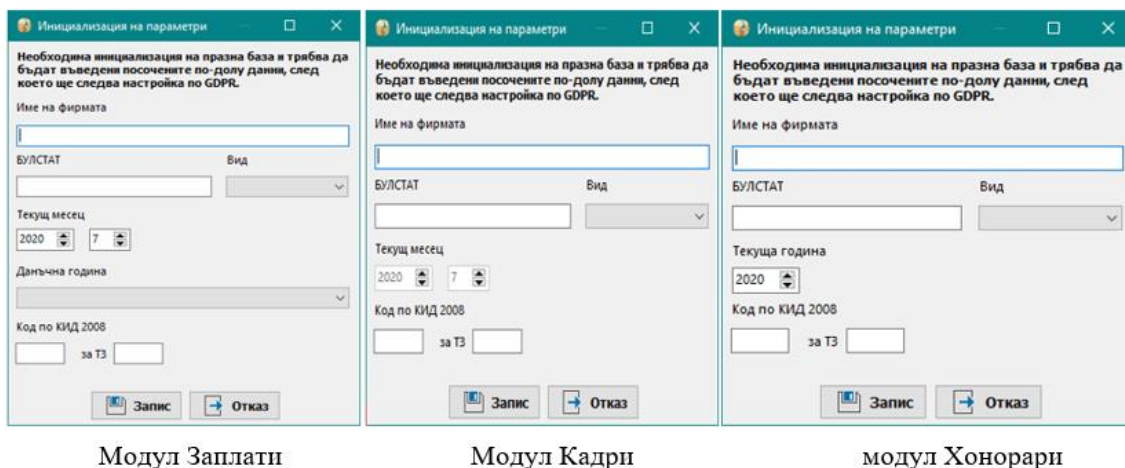 Инициализация на параметри
Необходима инициализация на празна база и трябва да
бъдат въведени посочените по-долу данни, след
което ще следва настройка по GDPR.
Име на фирмата
БУЛСТАТ Вид
Текущ месец
2020 7
Данъчна година
Код по КИД 2008
за ТЗ
Запис Отказ
Модул Заплати
Инициализация на параметри
Необходима инициализация на празна база и трябва да
бъдат въведени посочените по-долу данни, след
което ще следва настройка по GDPR.
Име на фирмата
БУЛСТАТ Вид
Текущ месец
2020 7
Код по КИД 2008
за ТЗ
Запис Отказ
Модул Кадри
Инициализация на параметри
Необходима инициализация на празна база и трябва да
бъдат въведени посочените по-долу данни, след
което ще следва настройка по GDPR.
Име на фирмата
БУЛСТАТ Вид
Текуща година
2020
Код по КИД 2008
за ТЗ
Запис Отказ
модул Хонорари